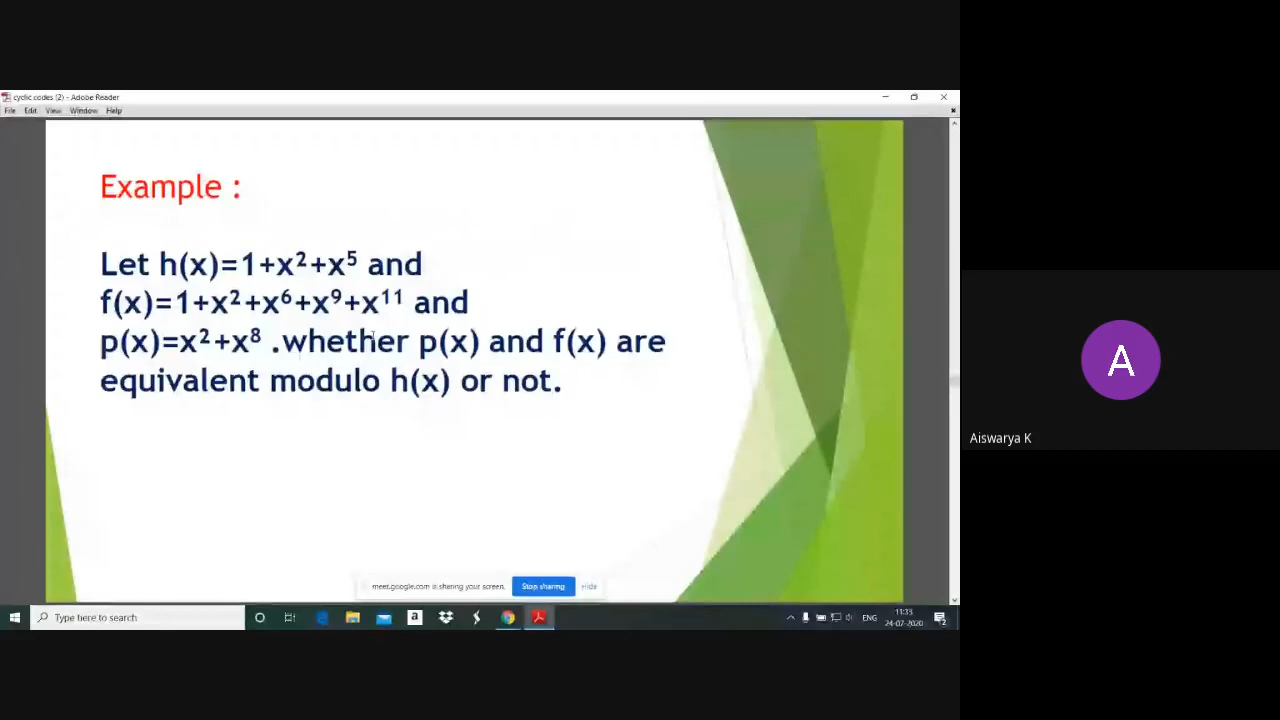 cyclic codes (2) - Adobe Reader
File Edit View Window Help
Example :
Let h(x)=1+x²+x⁵ and
f(x)=1+x²+x⁶+x⁹+x¹¹ and
p(x)=x²+x⁸ .whether p(x) and f(x) are
equivalent modulo h(x) or not.
A
Aiswarya K
meet.google.com is sharing your screen. Stop sharing Hide
Type here to search
a
ENG
11:33
24-07-2020